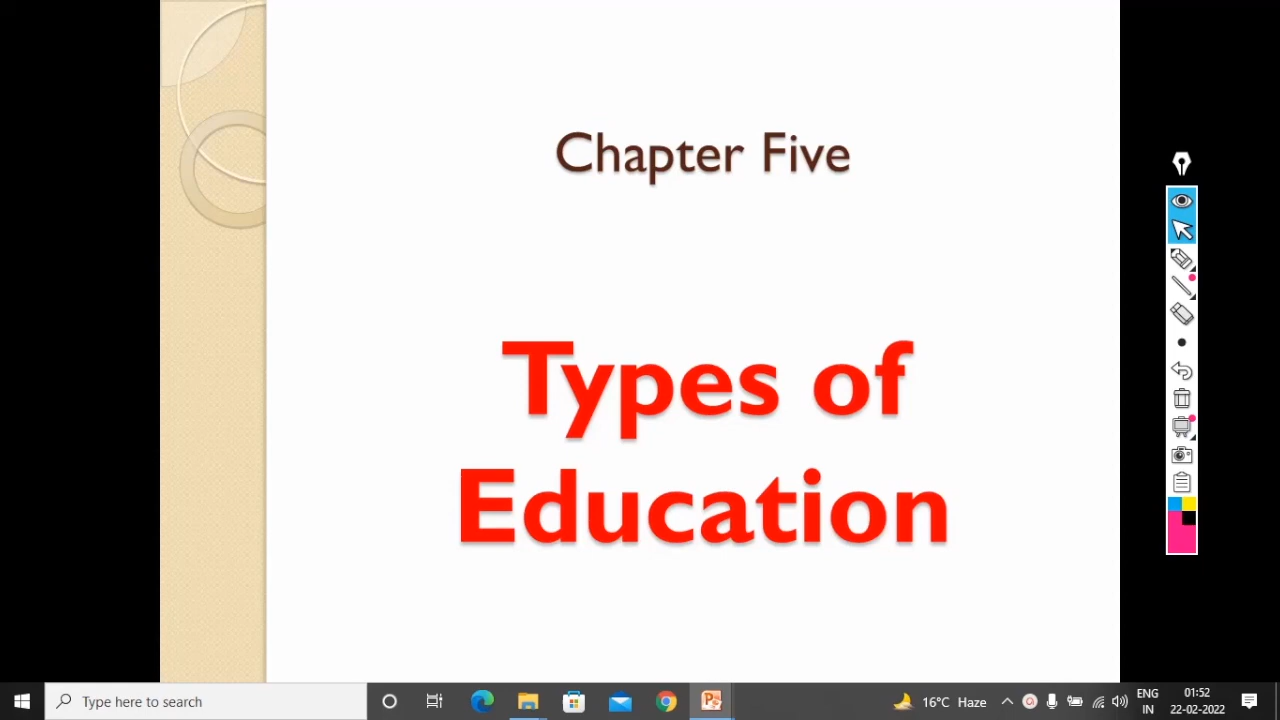 Chapter Five
Types of
Education
Type here to search
16°C Haze
ENG
IN
01:52
22-02-2022